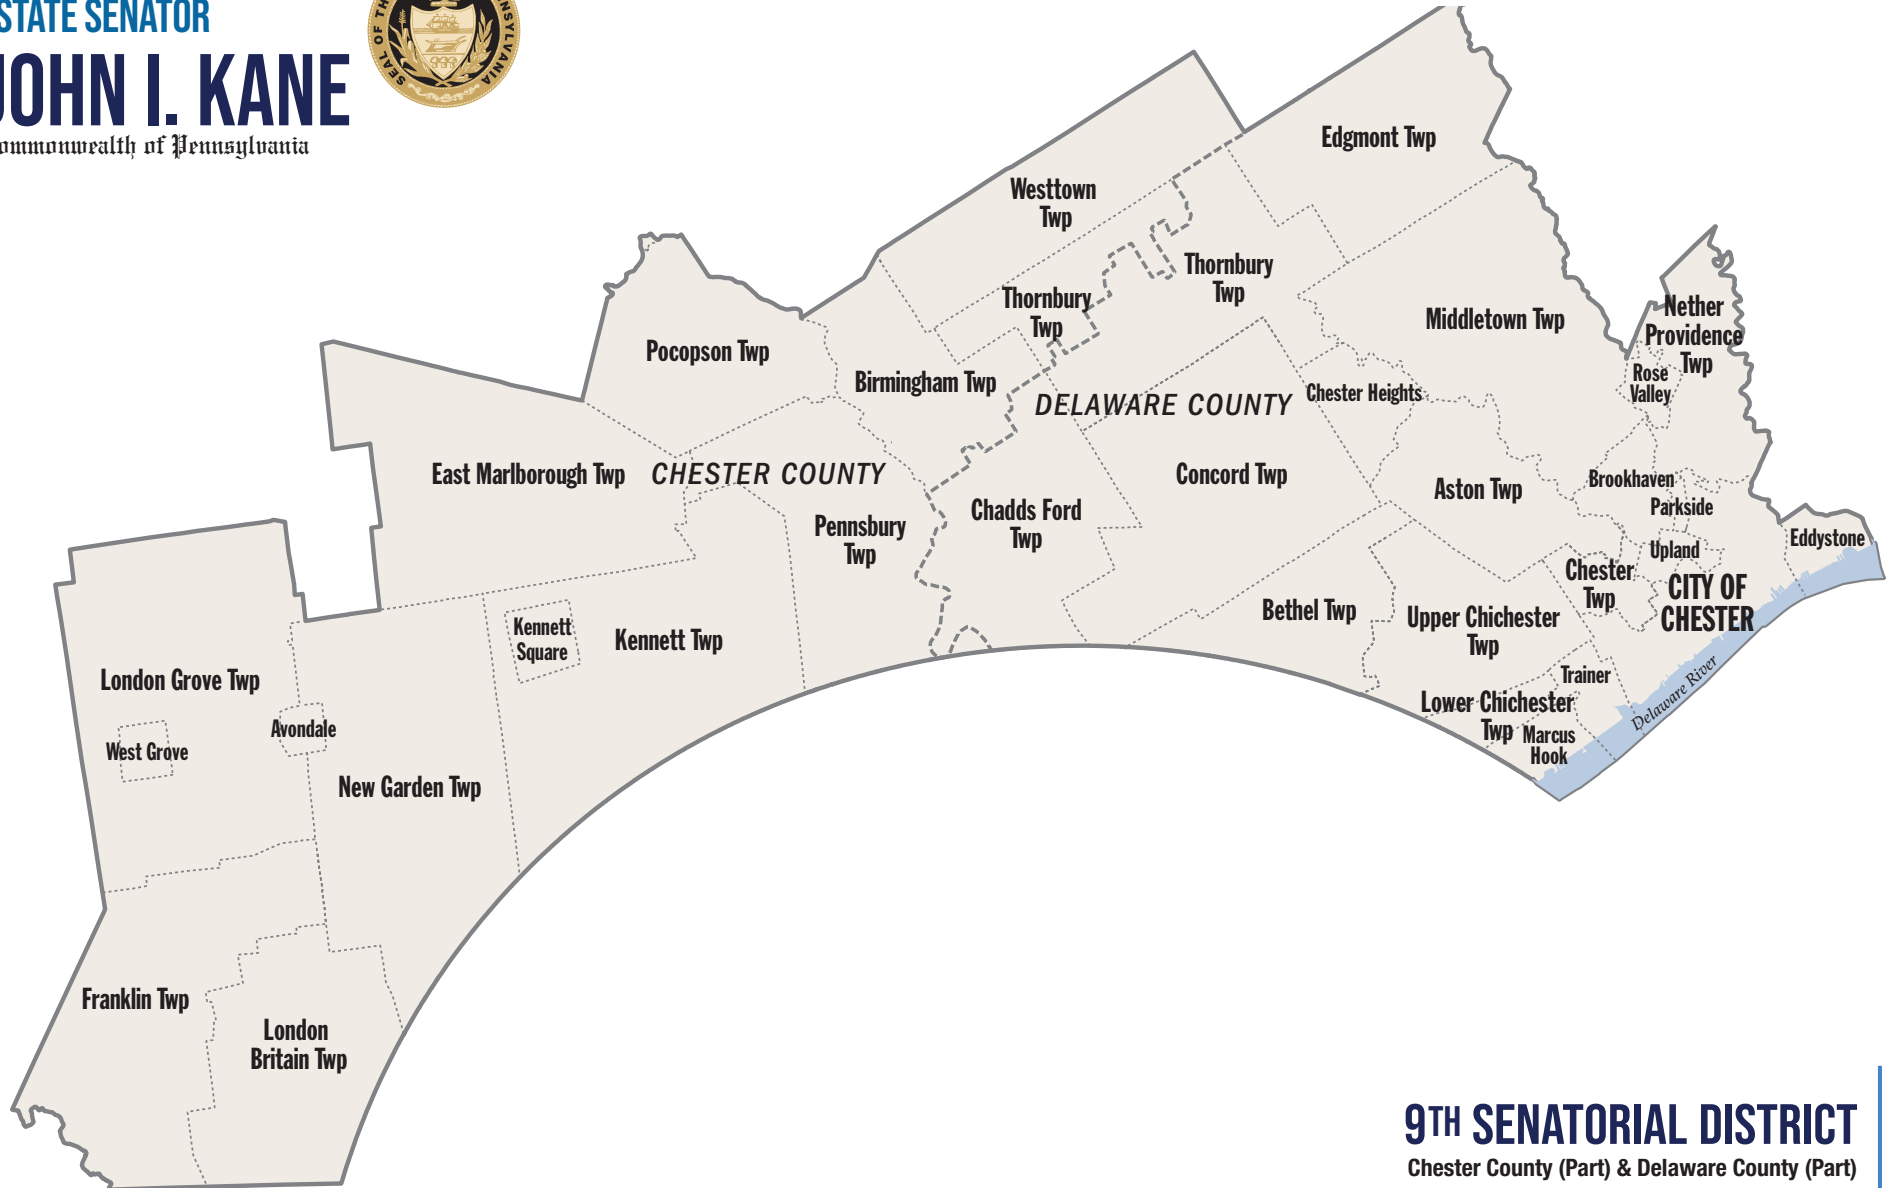 STATE SENATOR
JOHN I. KANE
ommonwealth of Pennsylvania
SEAL OF TH
NSYLVANIA
Edgmont Twp
Westtown
Twp
Thornbury
Twp
Thornbury
Twp
Middletown Twp
Nether
Providence
Twp
Rose
Valley
Pocopson Twp
Birmingham Twp
DELAWARE COUNTY
Chester Heights
East Marlborough Twp
CHESTER COUNTY
Concord Twp
Aston Twp
Brookhaven
Parkside
Pennsbury
Twp
Chadds Ford
Twp
Upland
Eddystone
Chester
Twp
CITY OF
CHESTER
Bethel Twp
Upper Chichester
Twp
Kennett
Square
Kennett Twp
London Grove Twp
Trainer
Delaware River
Lower Chichester
Twp
Marcus
Hook
Avondale
West Grove
New Garden Twp
Franklin Twp
London
Britain Twp
9TH SENATORIAL DISTRICT
Chester County (Part) & Delaware County (Part)